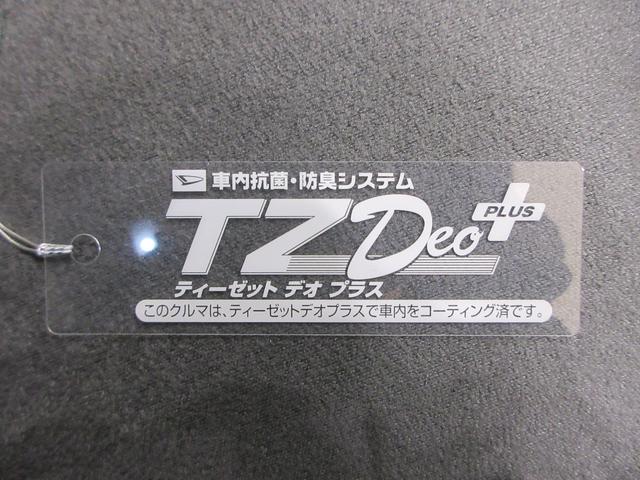 車内抗菌・防臭システム
TZDeo PLUS
ティーゼット デオ プラス
このクルマは、ティーゼットデオプラスで車内をコーティング済です。